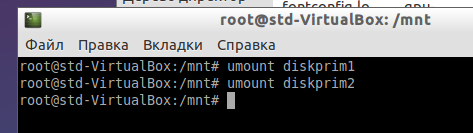 root@std-VirtualBox: /mnt
Файл Правка Вкладки Справка
root@std-VirtualBox:/mnt# umount diskprim1
root@std-VirtualBox:/mnt# umount diskprim2
root@std-VirtualBox:/mnt#